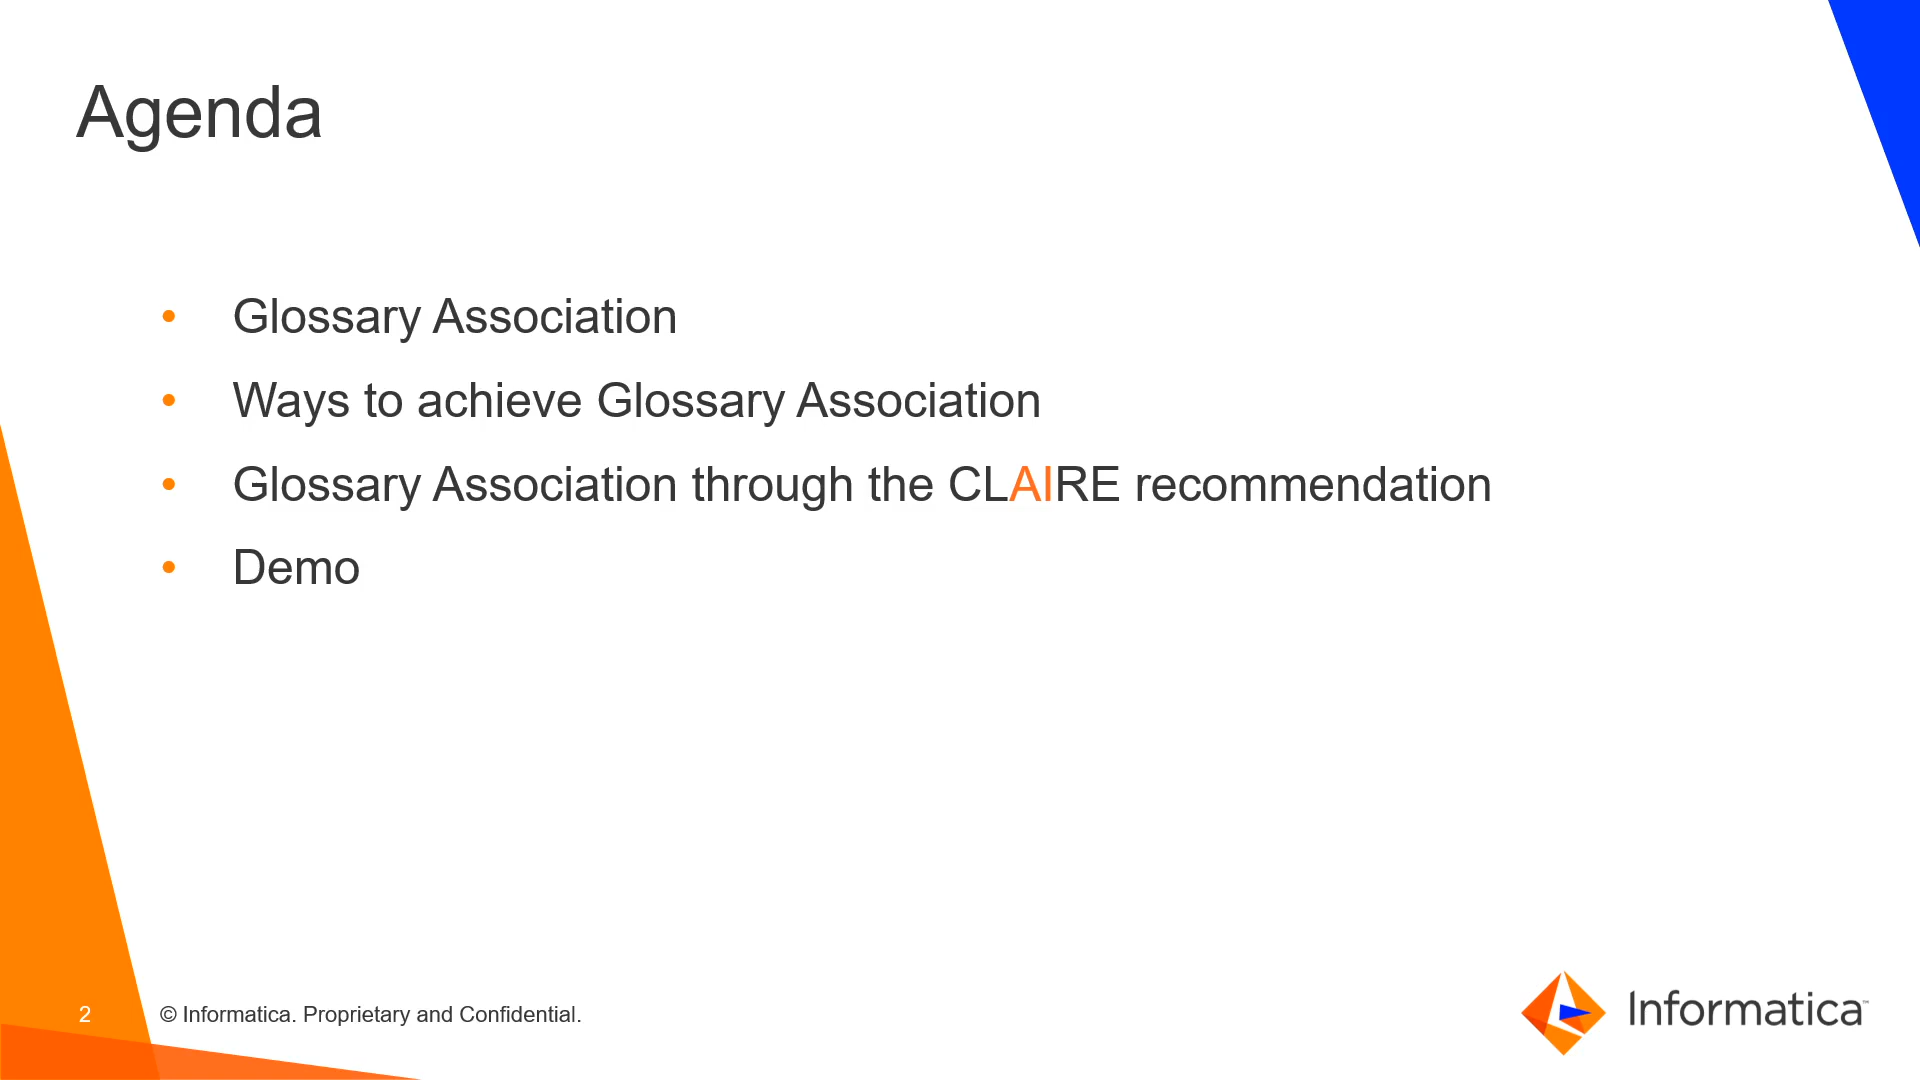 Agenda
• Glossary Association
• Ways to achieve Glossary Association
• Glossary Association through the CLAIRE recommendation
• Demo
2 © Informatica. Proprietary and Confidential.
Informatica™